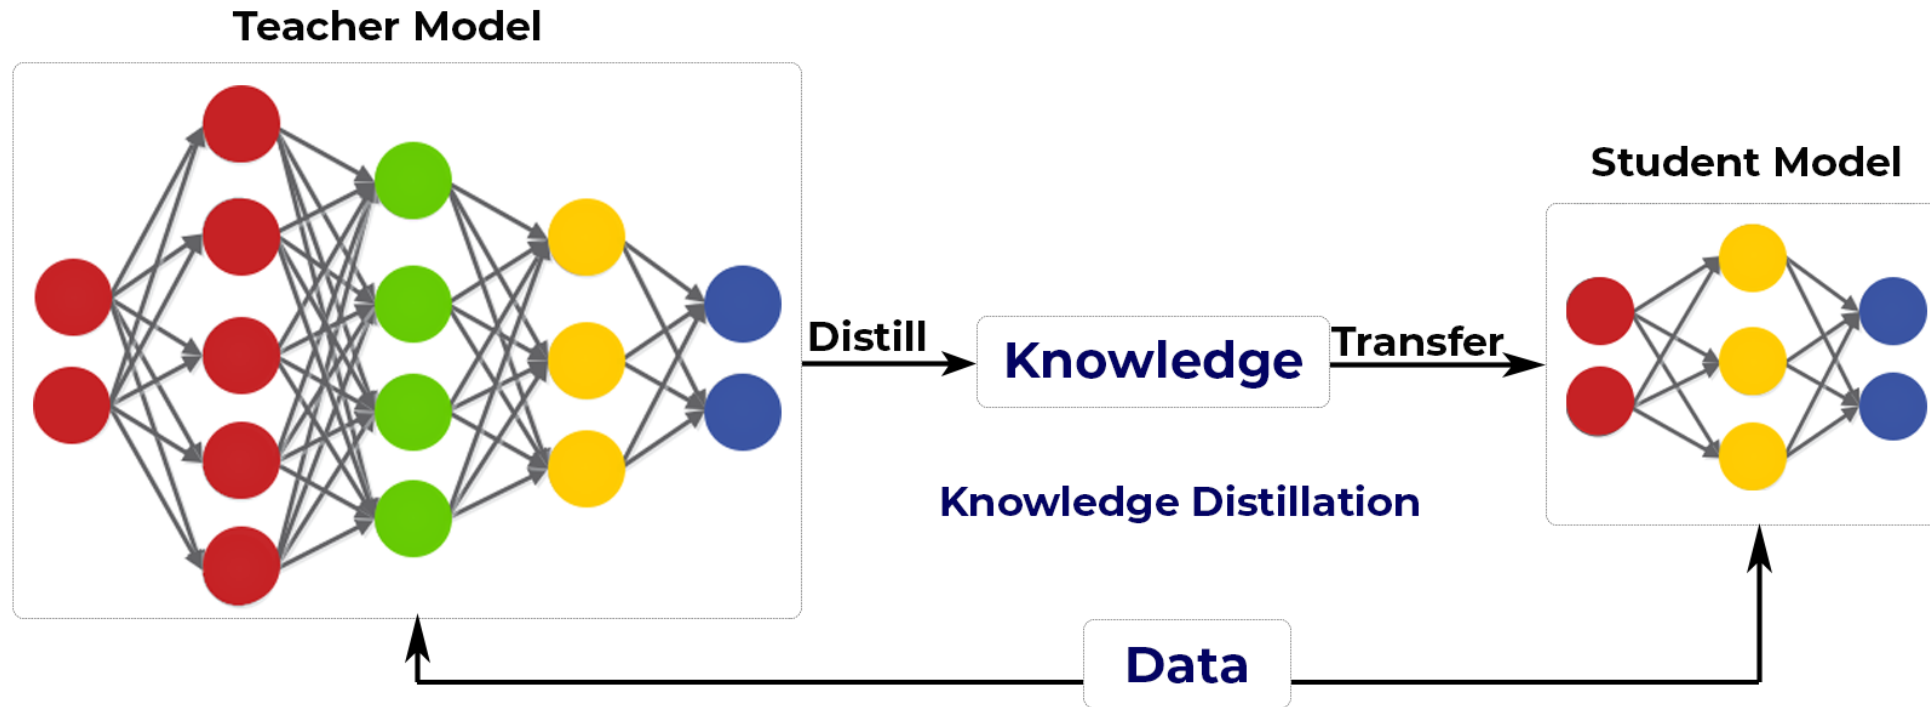 Teacher Model
Student Model
Distill
Knowledge
Transfer
Knowledge Distillation
Data